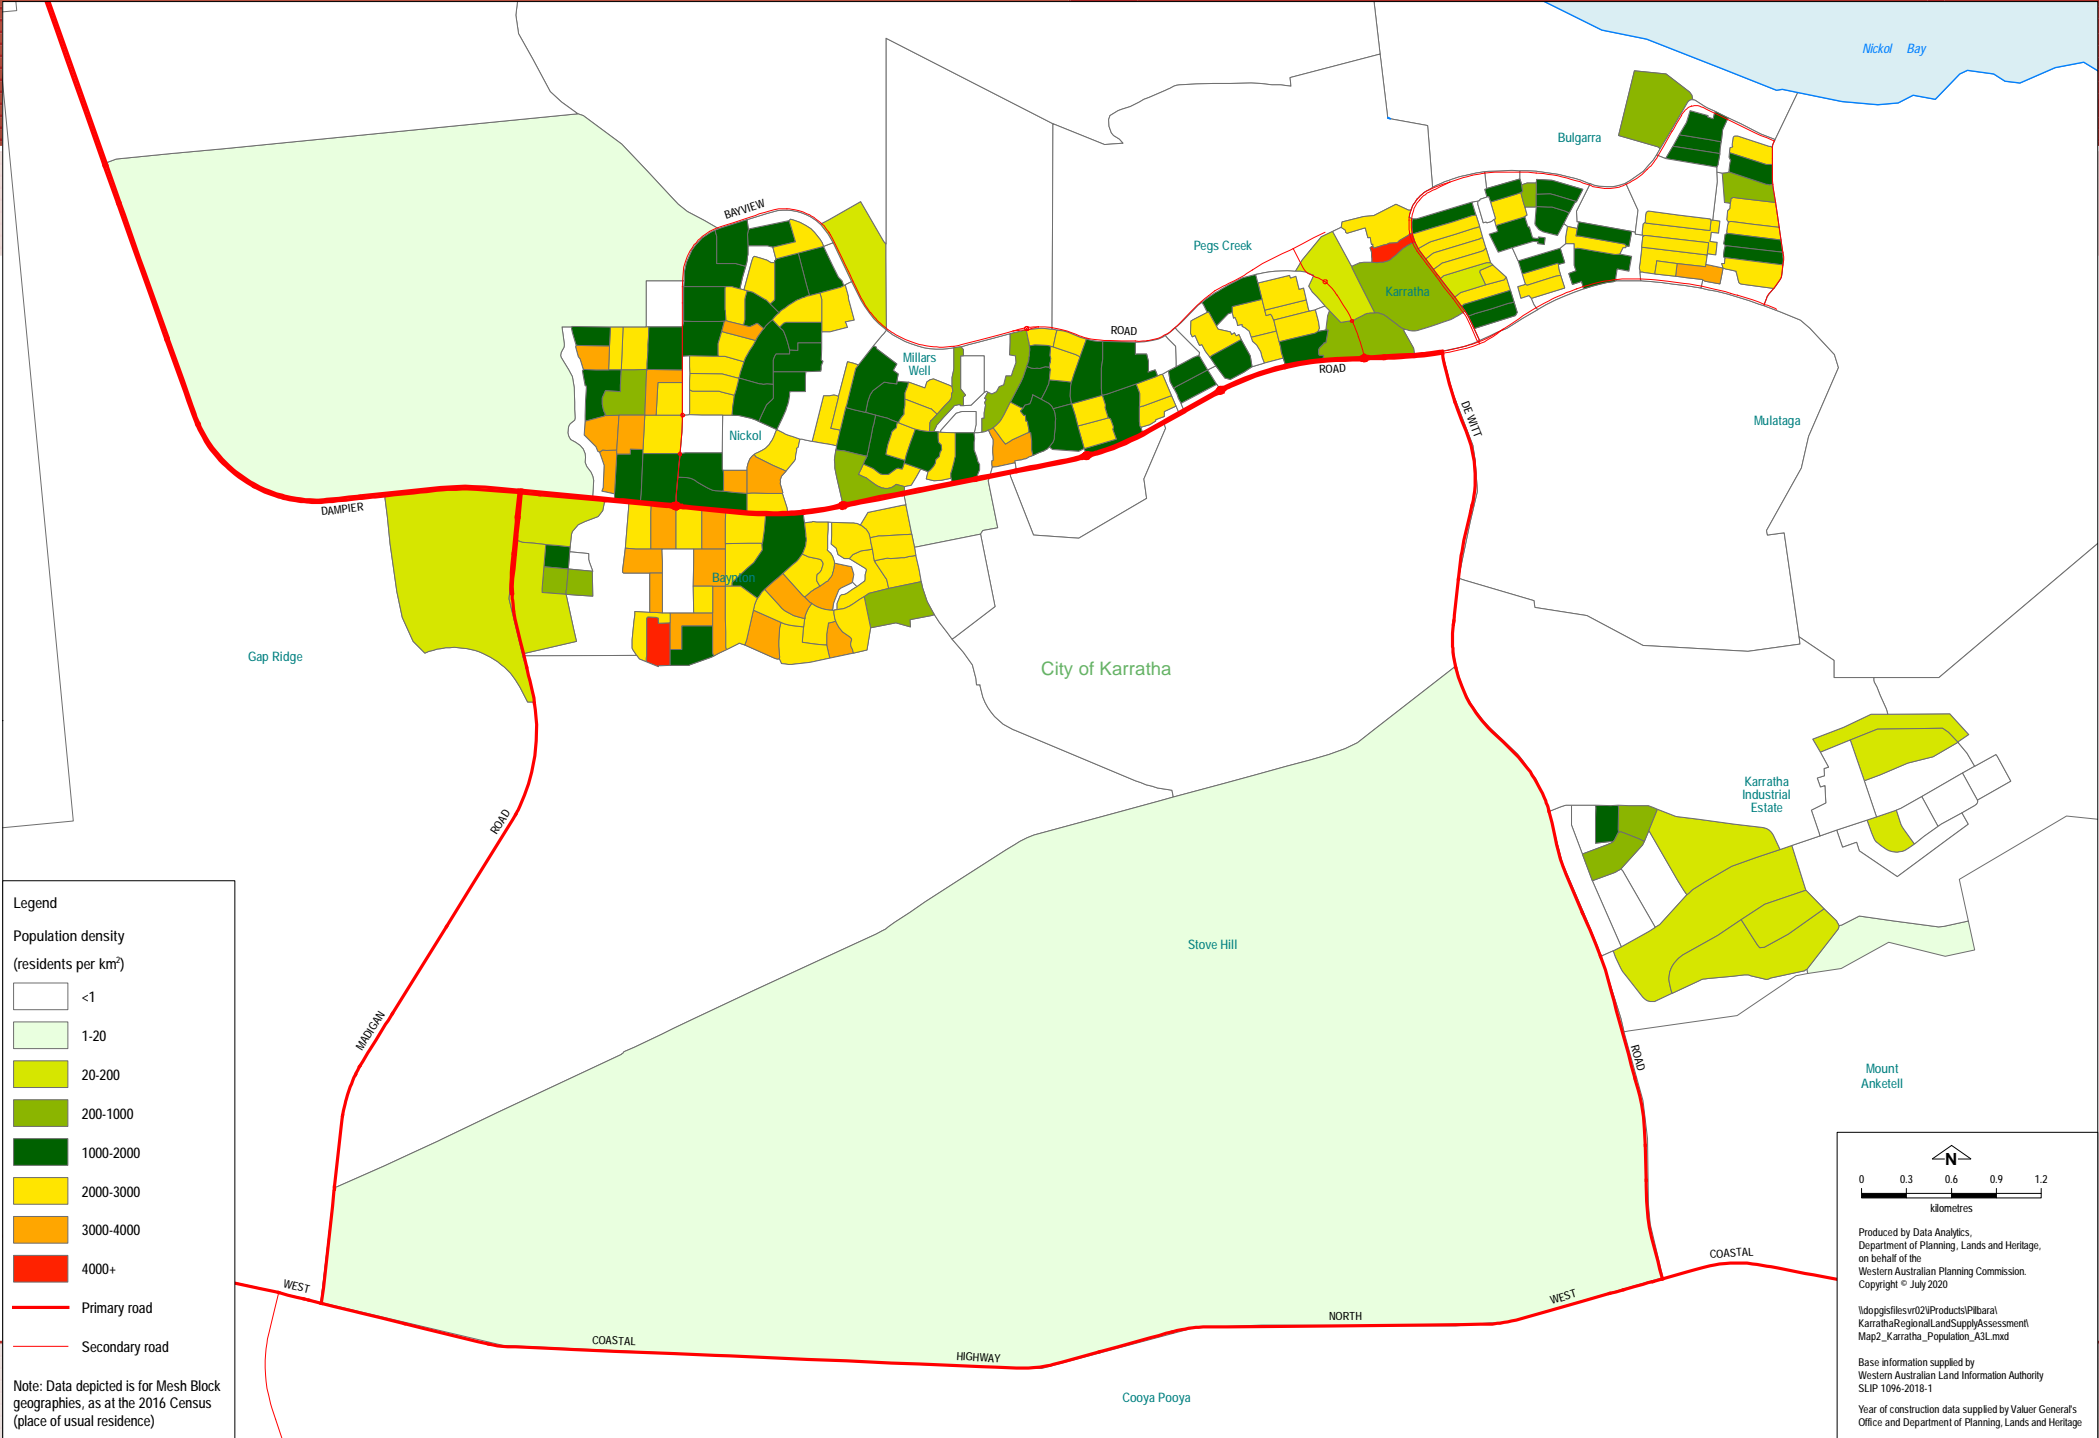 Nickol Bay
Bulgarra
BAYVIEW
Pegs Creek
Karratha
ROAD
Millars
Well
ROAD
DE WITT
Mulataga
Nickol
DAMPIER
Baynton
Gap Ridge
City of Karratha
Karratha
Industrial
Estate
ROAD
Stove Hill
MADIGAN
ROAD
Mount
Anketell
WEST
COASTAL
HIGHWAY
NORTH
WEST
COASTAL
Cooya Pooya
Legend
Population density
(residents per km²)
<1
1-20
20-200
200-1000
1000-2000
2000-3000
3000-4000
4000+
Primary road
Secondary road
Note: Data depicted is for Mesh Block
geographies, as at the 2016 Census
(place of usual residence)
N
0 0.3 0.6 0.9 1.2
kilometres
Produced by Data Analytics,
Department of Planning, Lands and Heritage,
on behalf of the
Western Australian Planning Commission.
Copyright © July 2020
\\dopgisfilesvr02\iProducts\Pilbara\
KarrathaRegionalLandSupplyAssessment\
Map2_Karratha_Population_A3L.mxd
Base information supplied by
Western Australian Land Information Authority
SLIP 1096-2018-1
Year of construction data supplied by Valuer General's
Office and Department of Planning, Lands and Heritage